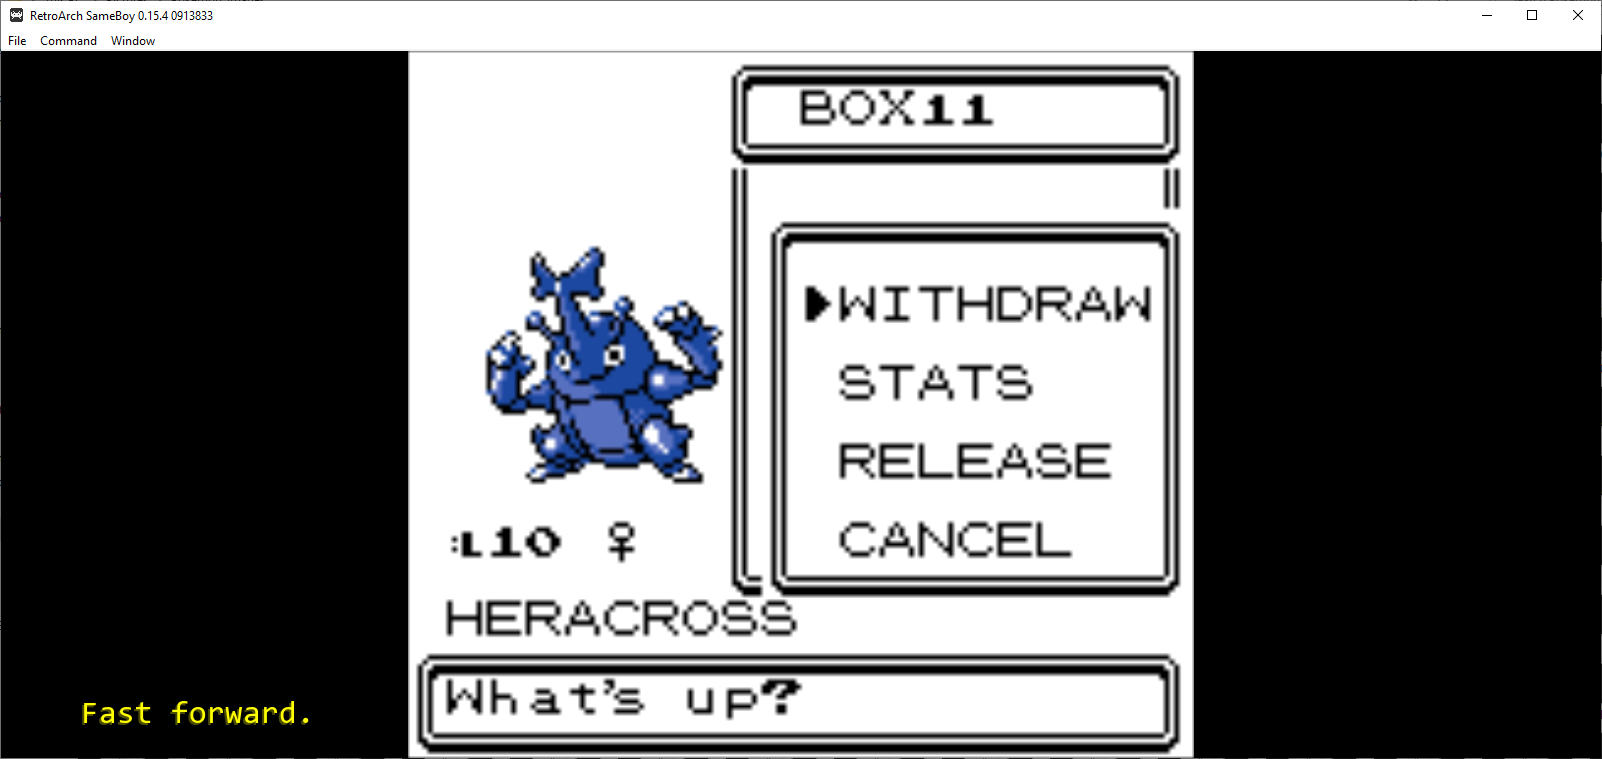 RetroArch SameBoy 0.15.4 0913833
File Command Window
BOX11
WITHDRAW
STATS
RELEASE
CANCEL
:L10 ♀
HERACROSS
What's up?
Fast forward.